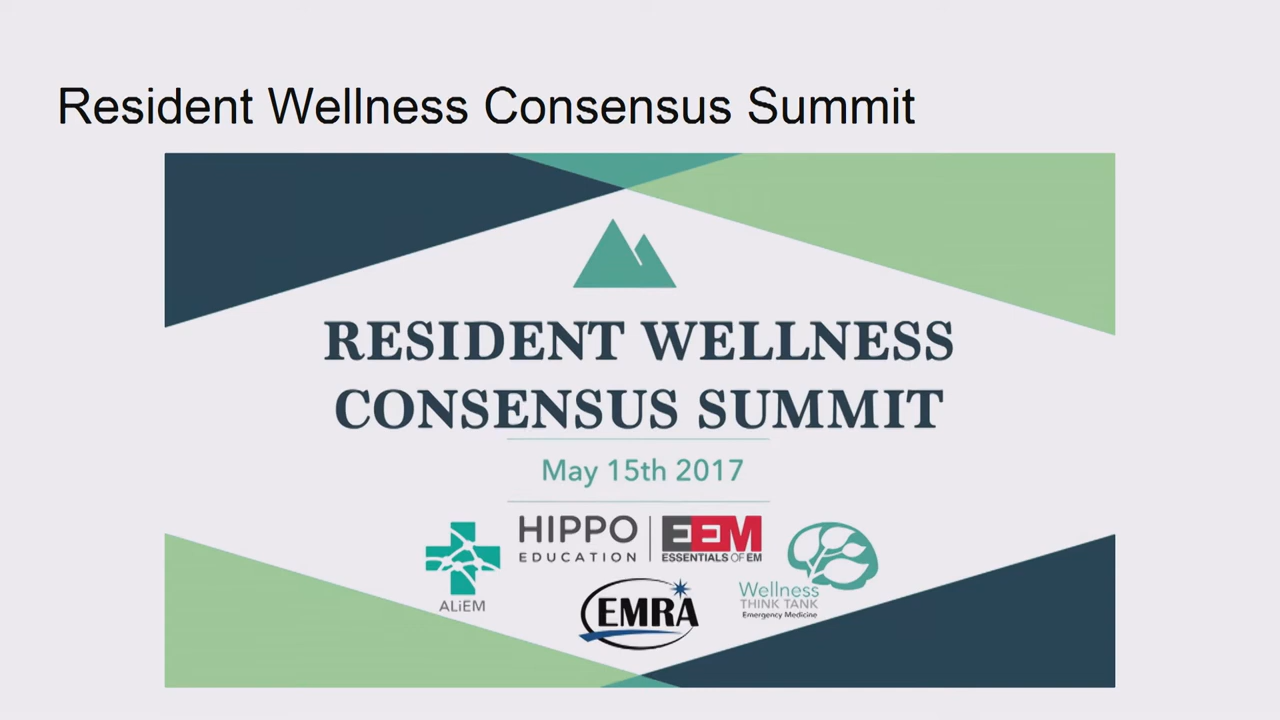 Resident Wellness Consensus Summit
RESIDENT WELLNESS
CONSENSUS SUMMIT
May 15th 2017
HIPPO EEM
EDUCATION ESSENTIALS OF EM
ALiEM
EMRA
Wellness
THINK TANK
Emergency Medicine